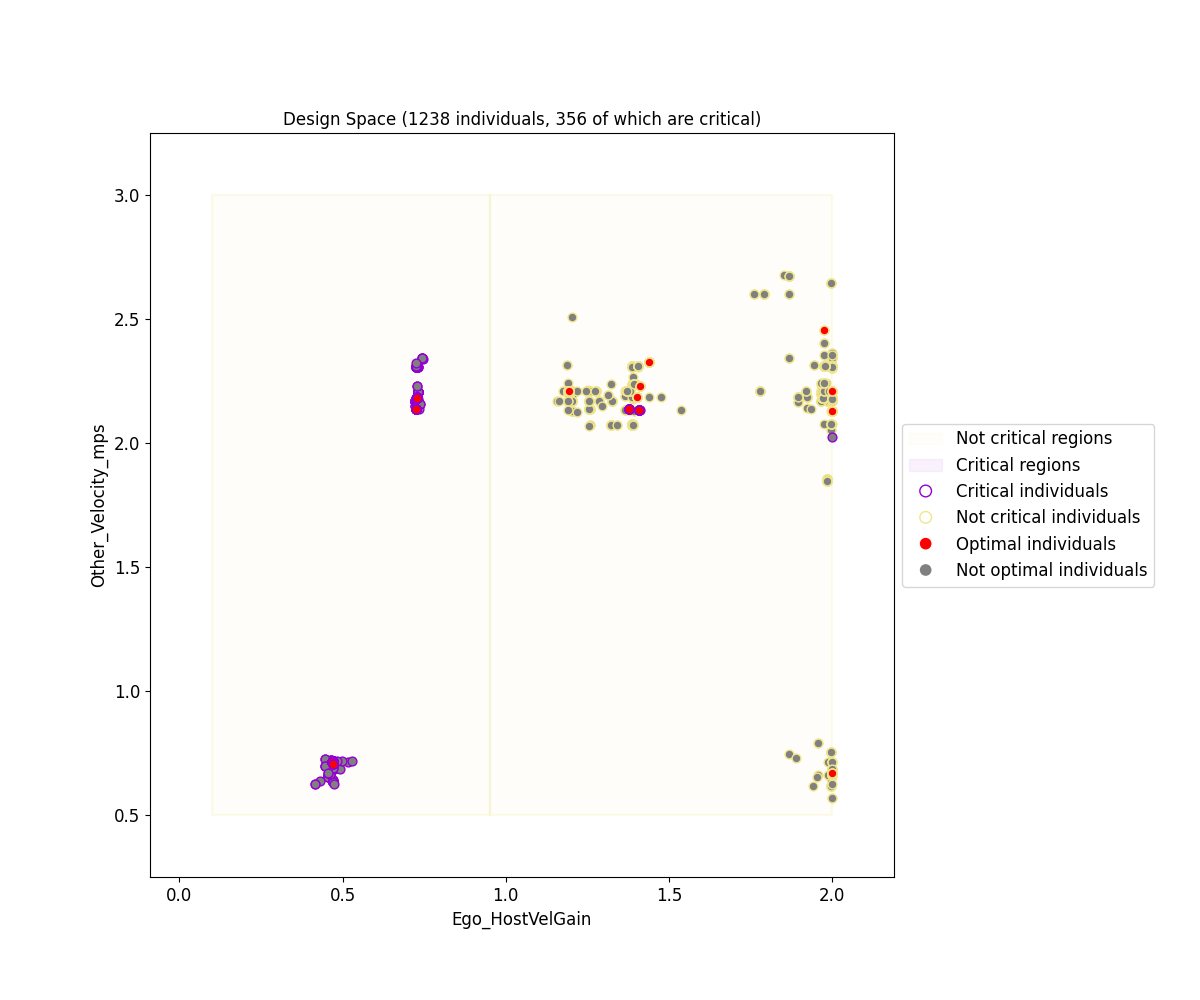 Design Space (1238 individuals, 356 of which are critical)
3.0
2.5
2.0
1.5
1.0
0.5
Other_Velocity_mps
0.0
0.5
1.0
1.5
2.0
Ego_HostVelGain
Not critical regions
Critical regions
Critical individuals
Not critical individuals
Optimal individuals
Not optimal individuals